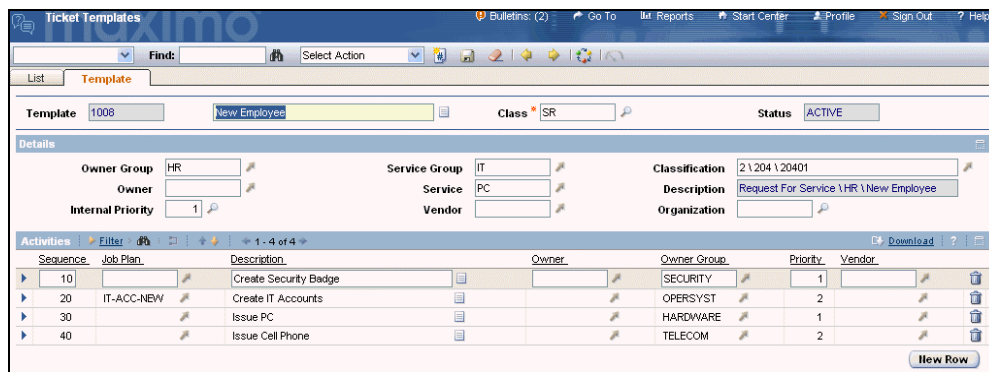 Ticket Templates
maximo
Bulletins: (2) Go To Reports Start Center Profile Sign Out ? Help
Find: Select Action
List Template
Template 1008 New Employee Class * SR Status ACTIVE
Details
Owner Group HR Service Group IT Classification 2 \ 204 \ 20401
Owner Service PC Description Request For Service \ HR \ New Employee
Internal Priority 1 Vendor Organization
Activities Filter 1 - 4 of 4 Download ?
Sequence Job Plan Description Owner Owner Group Priority Vendor
10 Create Security Badge SECURITY 1
20 IT-ACC-NEW Create IT Accounts OPERSYST 2
30 Issue PC HARDWARE 1
40 Issue Cell Phone TELECOM 2
New Row